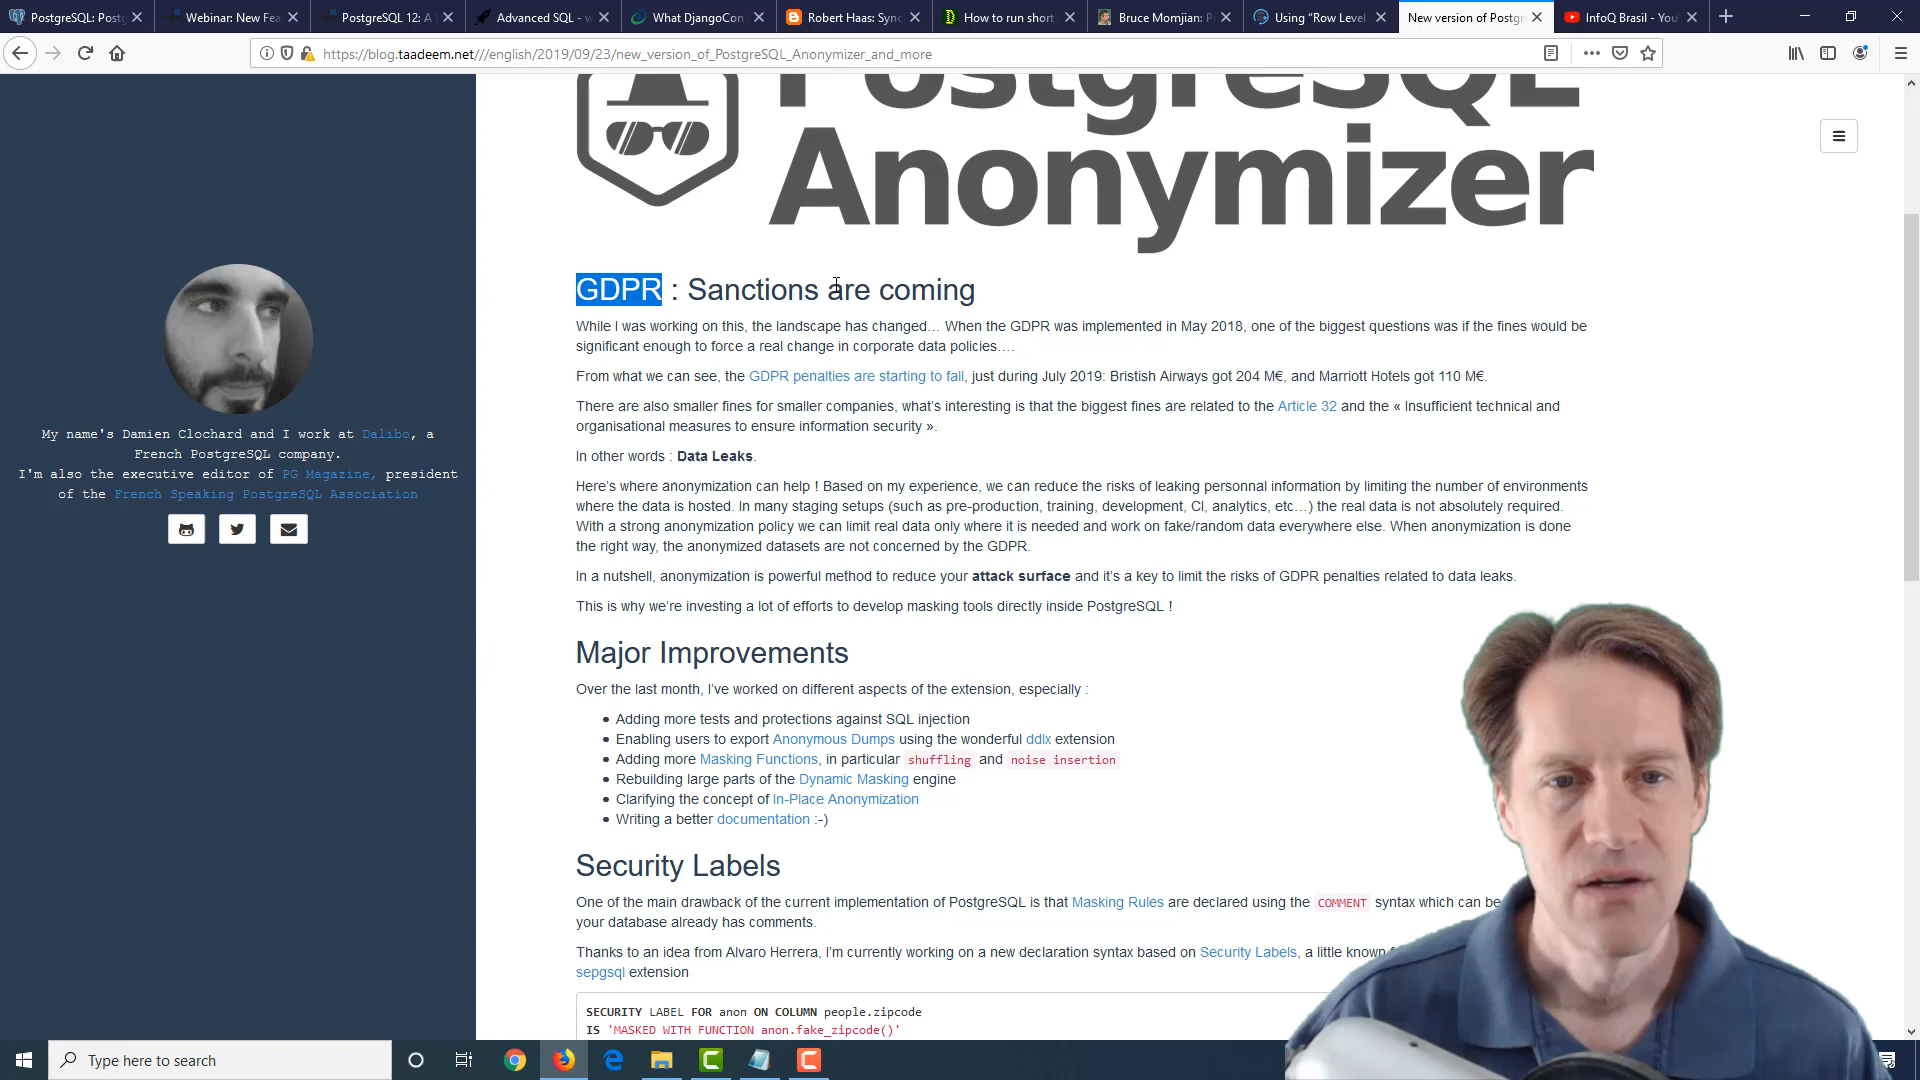 PostgreSQL: Postg
Webinar: New Fea
PostgreSQL 12: A
Advanced SQL - w
What DjangoCon
Robert Haas: Sync
How to run short
Bruce Momjian: P
Using "Row Level
New version of Postgr
InfoQ Brasil - You
https://blog.taadeem.net///english/2019/09/23/new_version_of_PostgreSQL_Anonymizer_and_more
PostgreSQL
Anonymizer
My name's Damien Clochard and I work at Dalibo, a
French PostgreSQL company.
I'm also the executive editor of PG Magazine, president
of the French Speaking PostgreSQL Association
GDPR : Sanctions are coming
While I was working on this, the landscape has changed… When the GDPR was implemented in May 2018, one of the biggest questions was if the fines would be
significant enough to force a real change in corporate data policies….
From what we can see, the GDPR penalties are starting to fall, just during July 2019: Bristish Airways got 204 M€, and Marriott Hotels got 110 M€.
There are also smaller fines for smaller companies, what's interesting is that the biggest fines are related to the Article 32 and the « Insufficient technical and
organisational measures to ensure information security ».
In other words : Data Leaks.
Here's where anonymization can help ! Based on my experience, we can reduce the risks of leaking personnal information by limiting the number of environments
where the data is hosted. In many staging setups (such as pre-production, training, development, CI, analytics, etc…) the real data is not absolutely required.
With a strong anonymization policy we can limit real data only where it is needed and work on fake/random data everywhere else. When anonymization is done
the right way, the anonymized datasets are not concerned by the GDPR.
In a nutshell, anonymization is powerful method to reduce your attack surface and it's a key to limit the risks of GDPR penalties related to data leaks.
This is why we're investing a lot of efforts to develop masking tools directly inside PostgreSQL !
Major Improvements
Over the last month, I've worked on different aspects of the extension, especially :
• Adding more tests and protections against SQL injection
• Enabling users to export Anonymous Dumps using the wonderful ddlx extension
• Adding more Masking Functions, in particular shuffling and noise insertion
• Rebuilding large parts of the Dynamic Masking engine
• Clarifying the concept of In-Place Anonymization
• Writing a better documentation :-)
Security Labels
One of the main drawback of the current implementation of PostgreSQL is that Masking Rules are declared using the COMMENT syntax which can be
your database already has comments.
Thanks to an idea from Alvaro Herrera, I'm currently working on a new declaration syntax based on Security Labels, a little known
sepgsql extension
SECURITY LABEL FOR anon ON COLUMN people.zipcode
IS 'MASKED WITH FUNCTION anon.fake_zipcode()'
Type here to search